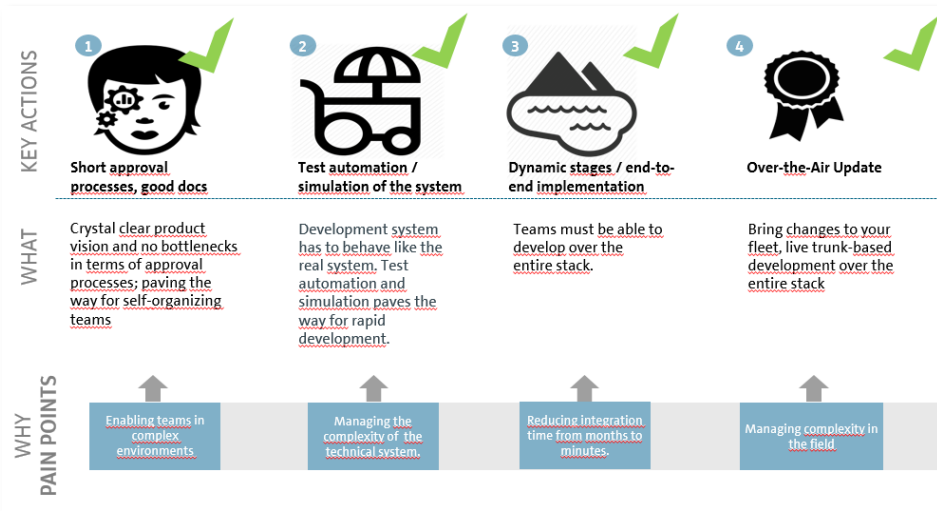 KEY ACTIONS
1
2
3
4
Short approval
processes, good docs
Test automation /
simulation of the system
Dynamic stages / end-to-
end implementation
Over-the-Air Update
WHAT
Crystal clear product
vision and no bottlenecks
in terms of approval
processes; paving the
way for self-organizing
teams
Development system
has to behave like the
real system. Test
automation and
simulation paves the
way for rapid
development.
Teams must be able to
develop over the
entire stack.
Bring changes to your
fleet, live trunk-based
development over the
entire stack
WHY
PAIN POINTS
Enabling teams in
complex
environments
Managing the
complexity of the
technical system.
Reducing integration
time from months to
minutes.
Managing complexity in
the field